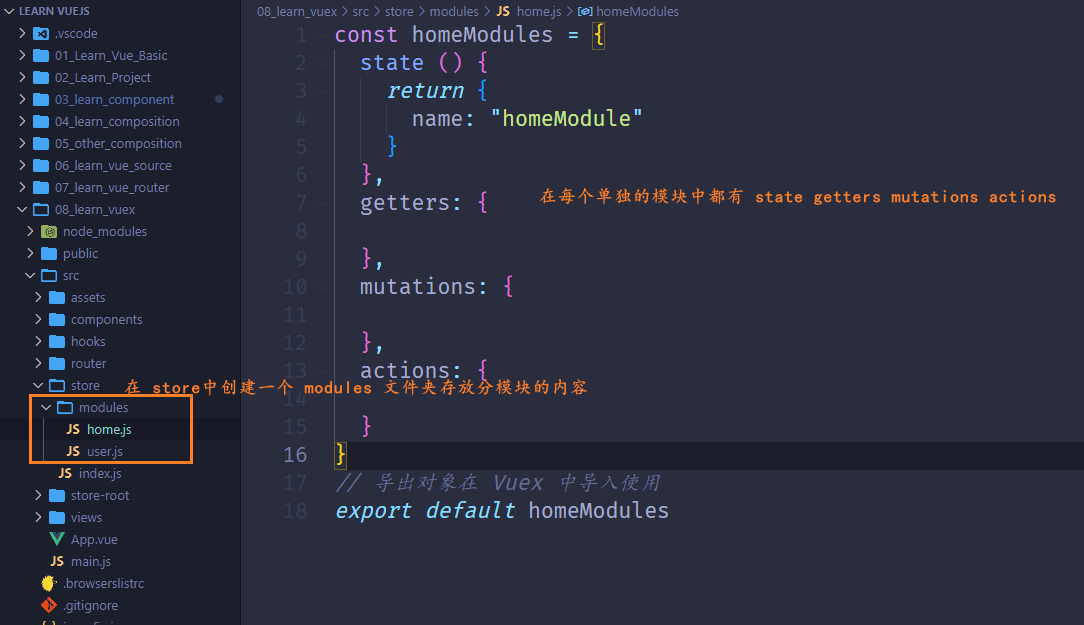 LEARN VUEJS
.vscode
01_Learn_Vue_Basic
02_Learn_Project
03_learn_component
04_learn_composition
05_other_composition
06_learn_vue_source
07_learn_vue_router
08_learn_vuex
node_modules
public
src
assets
components
hooks
router
store
在 store中创建一个 modules 文件夹存放分模块的内容
modules
JS home.js
JS user.js
JS index.js
store-root
views
App.vue
JS main.js
.browserslistrc
.gitignore
08_learn_vuex > src > store > modules > JS home.js > homeModules
1 const homeModules = {
2 state () {
3 return {
4 name: "homeModule"
5 }
6 },
7 getters: {
在每个单独的模块中都有 state getters mutations actions
8
9 },
10 mutations: {
11
12 },
13 actions: {
14
15 }
16 }
17 // 导出对象在 Vuex 中导入使用
18 export default homeModules